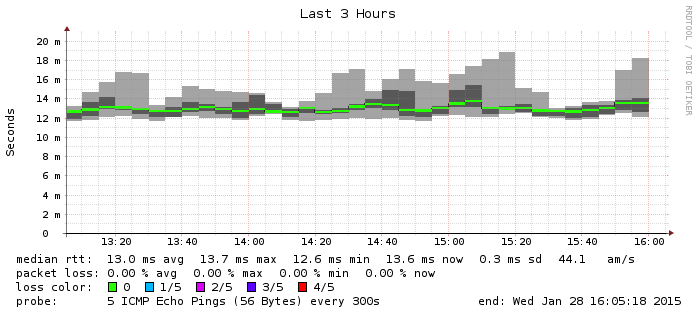 Last 3 Hours
RRDTOOL / TOBI OETIKER
Seconds
20 m
18 m
16 m
14 m
12 m
10 m
8 m
6 m
4 m
2 m
0
13:20 13:40 14:00 14:20 14:40 15:00 15:20 15:40 16:00
median rtt: 13.0 ms avg 13.7 ms max 12.6 ms min 13.6 ms now 0.3 ms sd 44.1 am/s
packet loss: 0.00 % avg 0.00 % max 0.00 % min 0.00 % now
loss color: 0 1/5 2/5 3/5 4/5
probe: 5 ICMP Echo Pings (56 Bytes) every 300s end: Wed Jan 28 16:05:18 2015